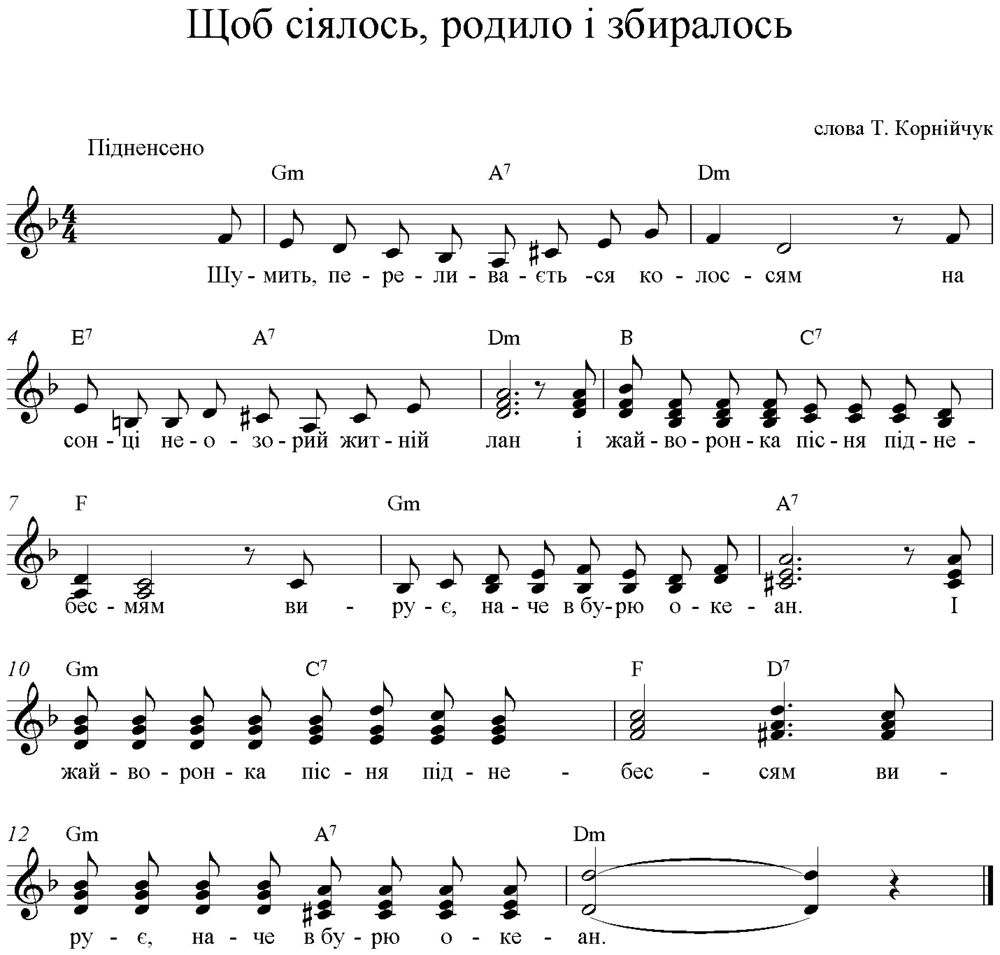 Щоб сіялось, родило і збиралось
слова Т. Корнійчук
Підненсено
Gm A7 Dm
4 4
Шу - мить, пе - ре - ли - ва - єть -ся ко - лос - сям на
4 E7 A7 Dm B C7
сон - ці не - о - зо - рий жит - ній лан і жай - во - рон - ка піс - ня під - не -
7 F Gm A7
бес - мям ви - ру - є, на - че в бу - рю о - ке - ан. І
10 Gm C7 F D7
жай - во - рон - ка піс - ня під - не - бес - сям ви -
12 Gm A7 Dm
ру - є, на - че в бу - рю о - ке - ан.